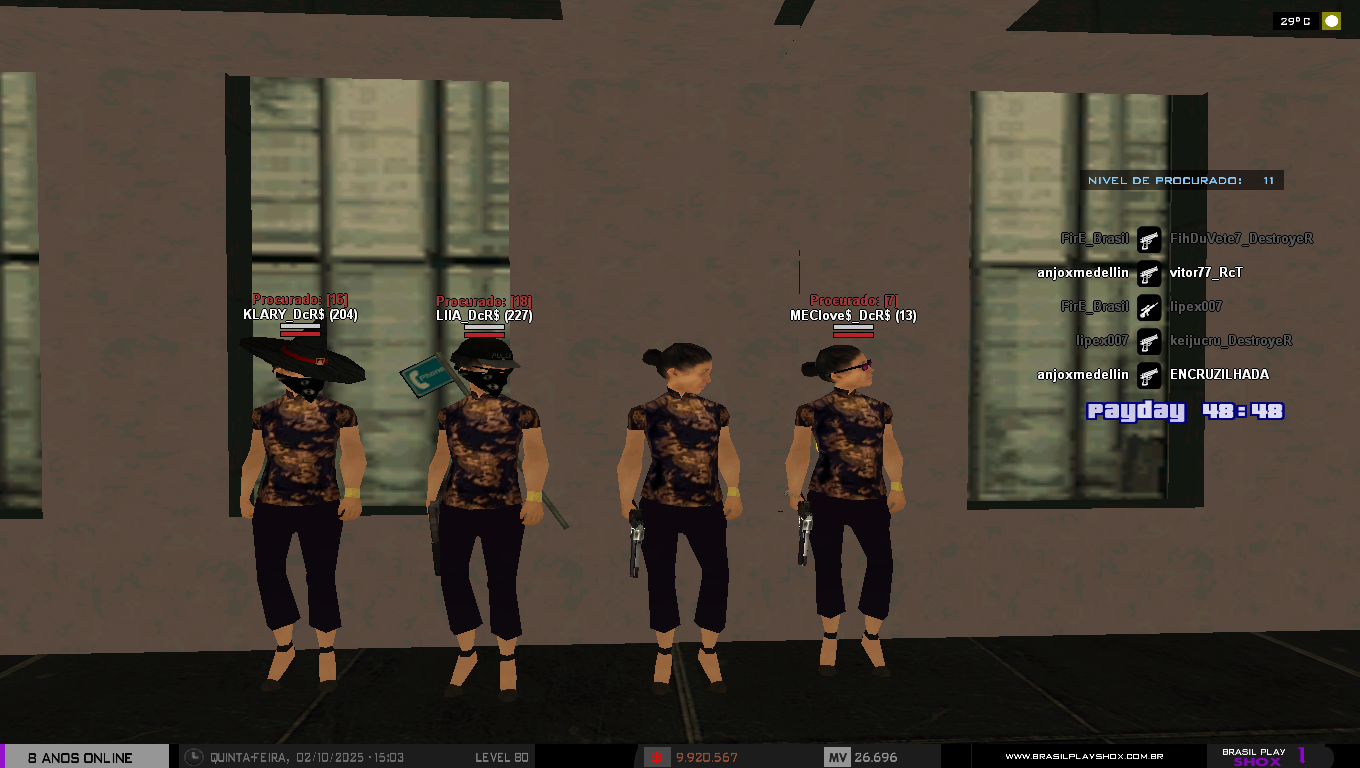 29º C
NIVEL DE PROCURADO: 11
FirE_Brasil FihDuVete7_DestroyeR
anjoxmedellin vitor77_RcT
FirE_Brasil lipex007
lipex007 keijucru_DestroyeR
anjoxmedellin ENCRUZILHADA
Payday 48:48
Procurado: [16]
KLARY_DcR$ (204)
Procurado: [18]
LIIA_DcR$ (227)
Procurado: [7]
MEClove$_DcR$ (13)
Phone
8 ANOS ONLINE
QUINTA-FEIRA, 02/10/2025 - 15:03
LEVEL 80
9.920.567
MV 26.696
WWW.BRASILPLAYSHOX.COM.BR
BRASIL PLAY
SHOX 1